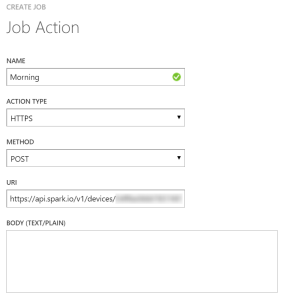 CREATE JOB
Job Action
NAME
Morning
ACTION TYPE
HTTPS
METHOD
POST
URI
https://api.spark.io/v1/devices/
BODY (TEXT/PLAIN)